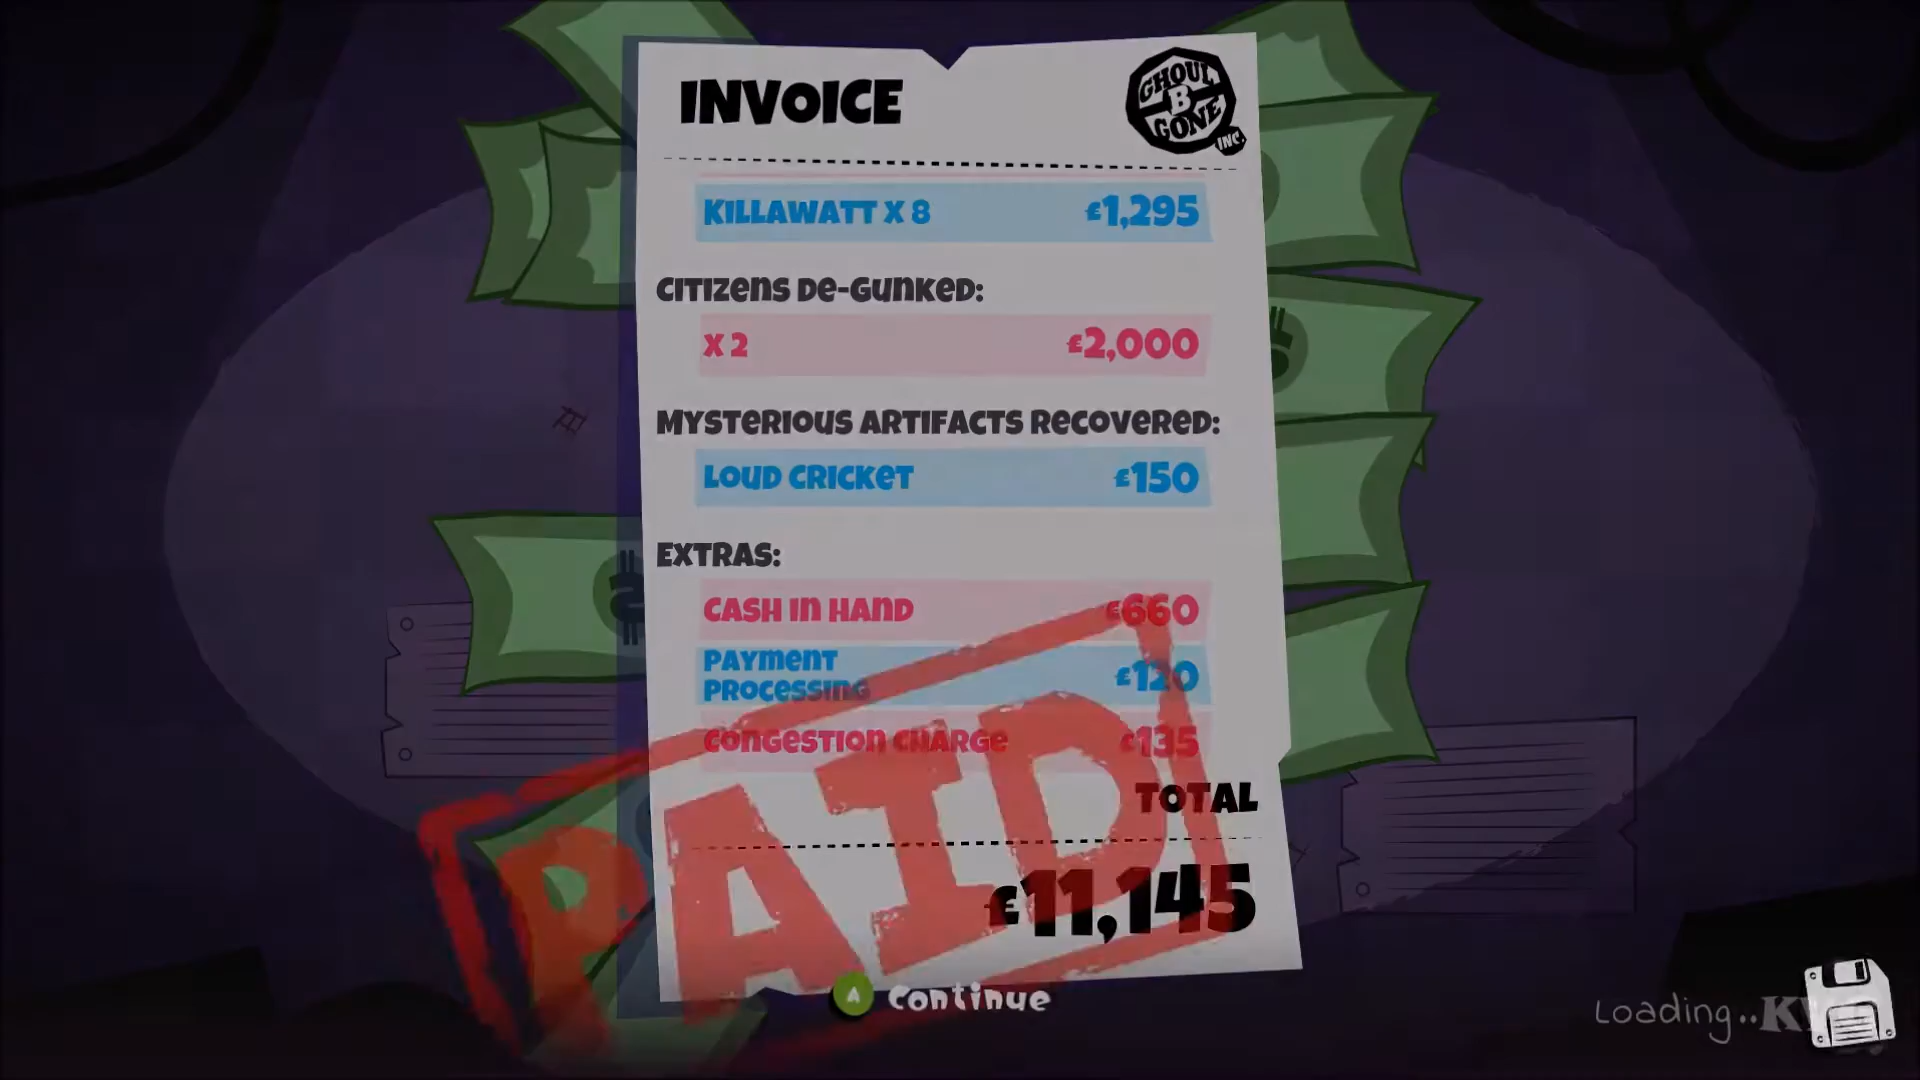 INVOICE
GHOUL
B
GONE
INC.
KILLAWATT X 8 £1,295
CITIZENS DE-GUNKED:
X 2 £2,000
MYSTERIOUS ARTIFACTS RECOVERED:
LOUD CRICKET £150
EXTRAS:
CASH IN HAND £660
PAYMENT
PROCESSING £120
CONGESTION CHARGE £135
TOTAL
£11,145
PAID
A Continue
Loading..